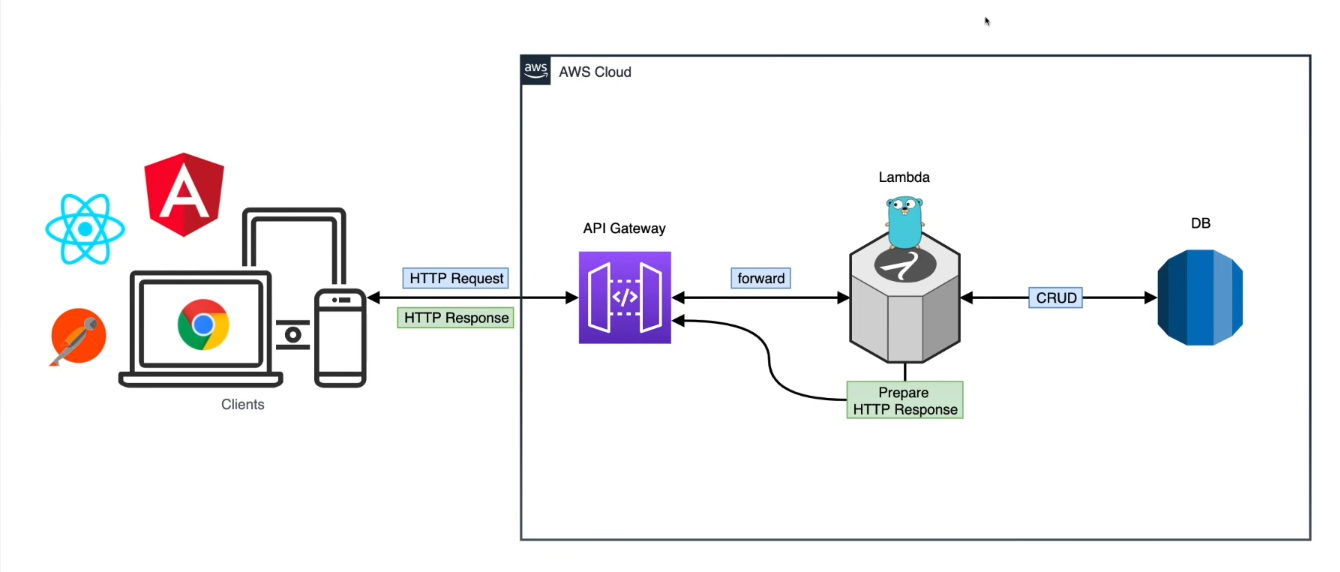 aws
AWS Cloud
Lambda
DB
API Gateway
HTTP Request
forward
CRUD
HTTP Response
Prepare
HTTP Response
Clients